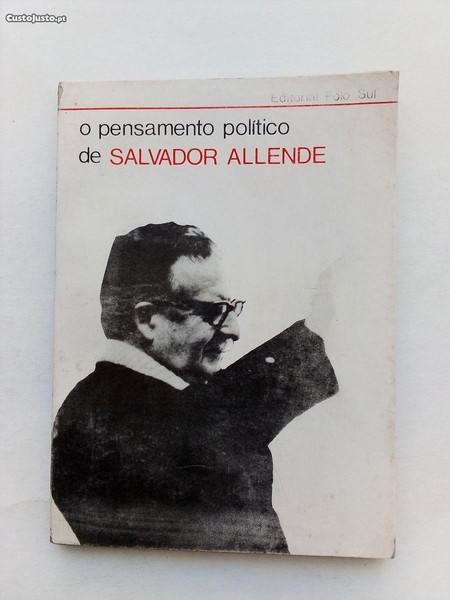 CustoJusto.pt
Editorial Polo Sul
o pensamento político
de SALVADOR ALLENDE